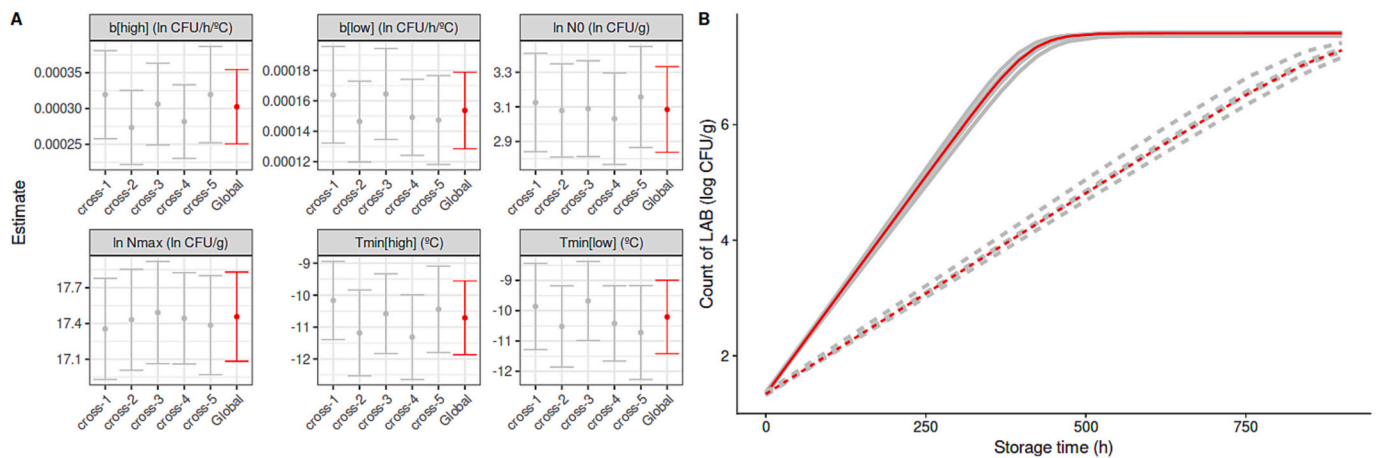 A
b[high] (ln CFU/h/ºC)
b[low] (ln CFU/h/ºC)
ln N0 (ln CFU/g)
0.00035
0.00030
0.00025
0.00018
0.00016
0.00014
0.00012
3.3
3.1
2.9
cross-1 cross-2 cross-3 cross-4 cross-5 Global
cross-1 cross-2 cross-3 cross-4 cross-5 Global
cross-1 cross-2 cross-3 cross-4 cross-5 Global
Estimate
ln Nmax (ln CFU/g)
Tmin[high] (ºC)
Tmin[low] (ºC)
17.7
17.4
17.1
-9
-10
-11
-12
-9
-10
-11
-12
cross-1 cross-2 cross-3 cross-4 cross-5 Global
cross-1 cross-2 cross-3 cross-4 cross-5 Global
cross-1 cross-2 cross-3 cross-4 cross-5 Global
B
Count of LAB (log CFU/g)
6
4
2
0 250 500 750
Storage time (h)